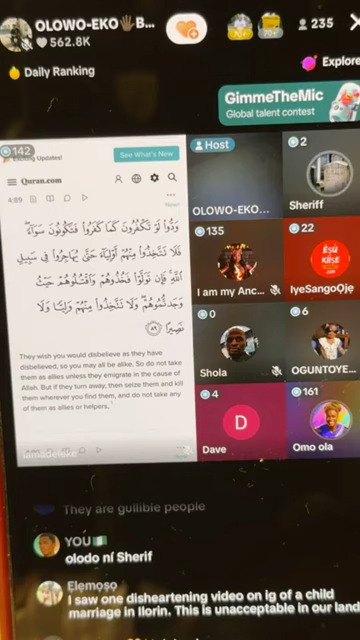 OLOWO-EKO🖐🏿B...
562.8K
235
Daily Ranking
Explore
GimmeTheMic
Global talent contest
142
Exciting Updates!
See What's New
Quran.com
4:89
وَدُّوا۟ لَوْ تَكْفُرُونَ كَمَا كَفَرُوا۟ فَتَكُونُونَ سَوَآءًۭ ۖ
فَلَا تَتَّخِذُوا۟ مِنْهُمْ أَوْلِيَآءَ حَتَّىٰ يُهَاجِرُوا۟ فِى سَبِيلِ
ٱللَّهِ ۚ فَإِن تَوَلَّوْا۟ فَخُذُوهُمْ وَٱقْتُلُوهُمْ حَيْثُ
وَجَدتُّمُوهُمْ ۖ وَلَا تَتَّخِذُوا۟ مِنْهُمْ وَلِيًّۭا وَلَا
نَصِيرًا ٨٩
They wish you would disbelieve as they have
disbelieved, so you may all be alike. So do not take
them as allies unless they emigrate in the cause of
Allah. But if they turn away, then seize them and kill
them wherever you find them, and do not take any
of them as allies or helpers,
Host
OLOWO-EKO...
2
Sheriff
135
I am my Anc...
22
ÈṢÙ
IyeSangoOje
0
Shola
6
OGUNTOYE...
4
D
Dave
161
Omo ola
They are gullible people
YOU🇳🇬
olodo ní Sherif
Elemoso
I saw one disheartening video on ig of a child
marriage in Ilorin. This is unacceptable in our land